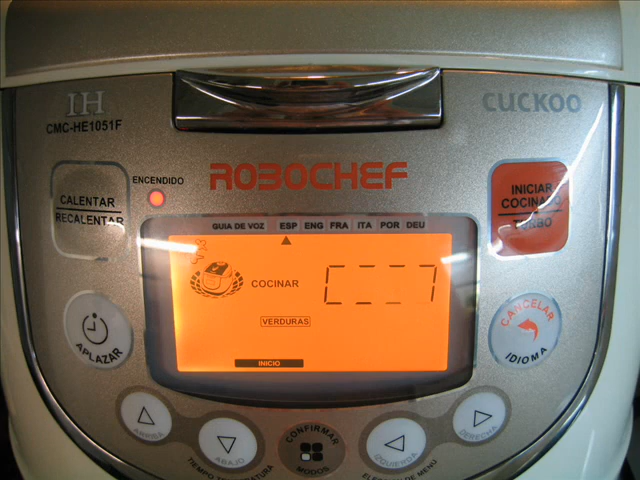 IH
CMC-HE1051F
CUCKOO
ROBOCHEF
ENCENDIDO
CALENTAR
RECALENTAR
INICIAR
COCINADO
TURBO
GUIA DE VOZ ESP ENG FRA ITA POR DEU
COCINAR
VERDURAS
INICIO
APLAZAR
CANCELAR
IDIOMA
ARRIBA
ABAJO
CONFIRMAR
MODOS
IZQUIERDA
DERECHA